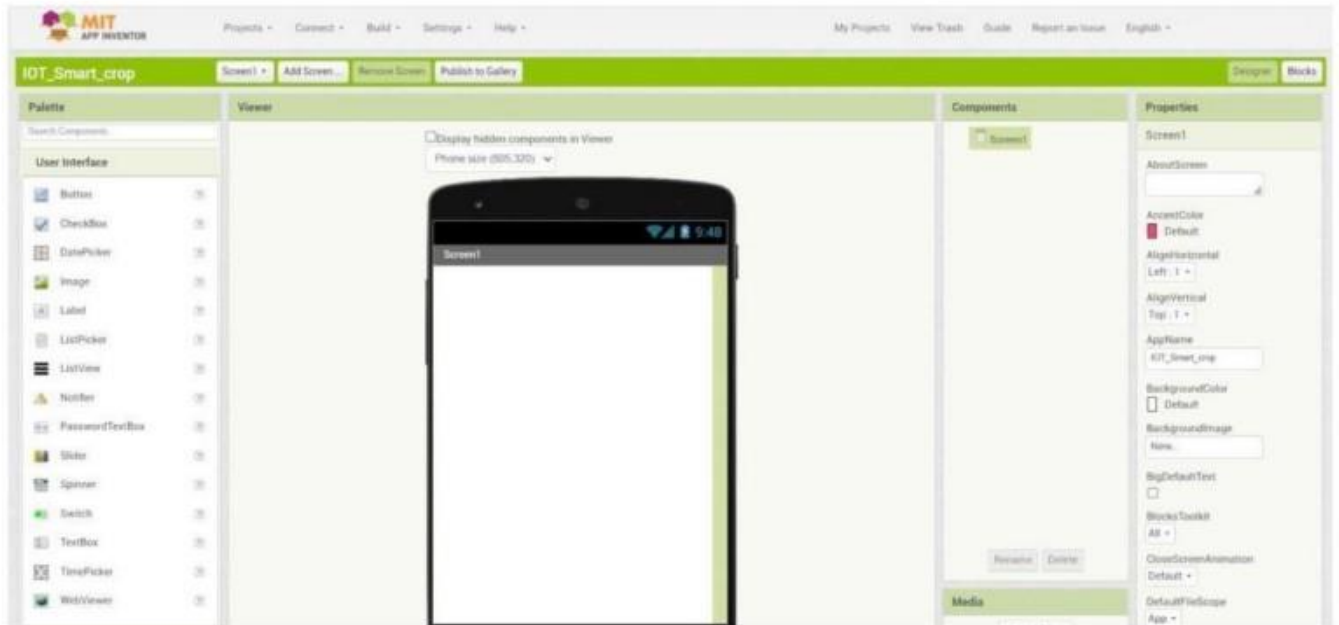 MIT
APP INVENTOR
Projects Connect Build Settings Help
My Projects View Trash Guide Report an Issue English
IOT_Smart_crop
Screen1 Add Screen ... Remove Screen Publish to Gallery
Designer Blocks
Palette
Search Components...
User Interface
Button
CheckBox
DatePicker
Image
Label
ListPicker
ListView
Notifier
PasswordTextBox
Slider
Spinner
Switch
TextBox
TimePicker
WebViewer
Viewer
Display hidden components in Viewer
Phone size (505,320)
9:48
Screen1
Components
Screen1
Rename Delete
Media
Properties
Screen1
AboutScreen
AccentColor
Default
AlignHorizontal
Left : 1
AlignVertical
Top : 1
AppName
IOT_Smart_crop
BackgroundColor
Default
BackgroundImage
None...
BigDefaultText
BlocksToolkit
All
CloseScreenAnimation
Default
DefaultFileScope
App